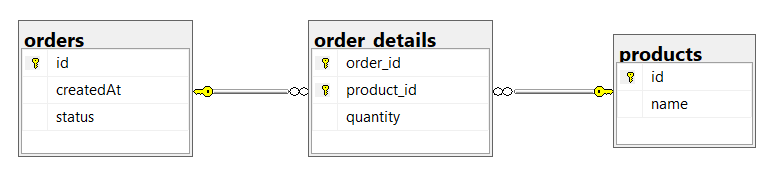 orders
id
createdAt
status
order_details
order_id
product_id
quantity
products
id
name